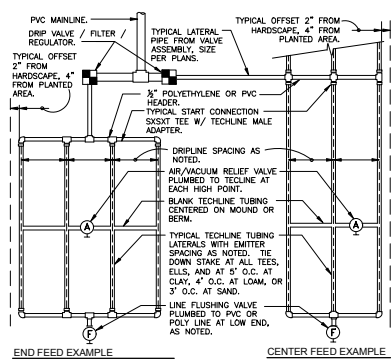 PVC MAINLINE.
DRIP VALVE / FILTER /
REGULATOR.
TYPICAL OFFSET
2" FROM
HARDSCAPE, 4"
FROM PLANTED
AREA.
TYPICAL LATERAL
PIPE FROM VALVE
ASSEMBLY, SIZE
PER PLANS.
TYPICAL OFFSET 2" FROM
HARDSCAPE, 4" FROM
PLANTED AREA.
½" POLYETHYLENE OR PVC
HEADER.
TYPICAL START CONNECTION
SXSXT TEE W/ TECHLINE MALE
ADAPTER.
DRIPLINE SPACING AS
NOTED.
AIR/VACUUM RELIEF VALVE
PLUMBED TO TECLINE AT
EACH HIGH POINT.
A
A
BLANK TECHLINE TUBING
CENTERED ON MOUND OR
BERM.
TYPICAL TECHLINE TUBING
LATERALS WITH EMITTER
SPACING AS NOTED. TIE
DOWN STAKE AT ALL TEES,
ELLS, AND AT 5' O.C. AT
CLAY, 4' O.C. AT LOAM, OR
3' O.C. AT SAND.
LINE FLUSHING VALVE
PLUMBED TO PVC OR
POLY LINE AT LOW END,
AS NOTED.
F
F
END FEED EXAMPLE
CENTER FEED EXAMPLE